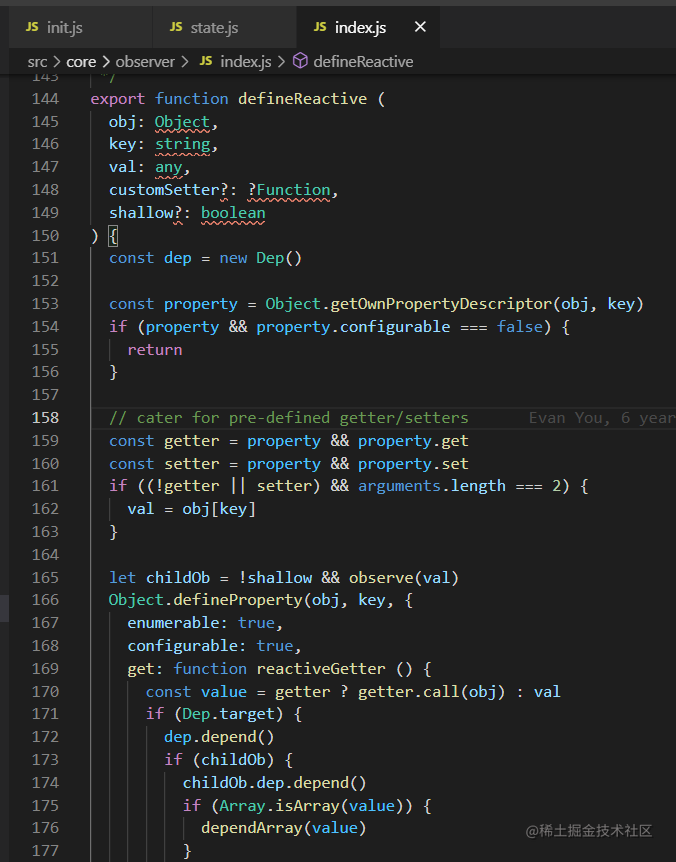 JS init.js JS state.js JS index.js ×
src > core > observer > JS index.js > defineReactive
143 */
144 export function defineReactive (
145 obj: Object,
146 key: string,
147 val: any,
148 customSetter?: ?Function,
149 shallow?: boolean
150 ) {
151 const dep = new Dep()
152
153 const property = Object.getOwnPropertyDescriptor(obj, key)
154 if (property && property.configurable === false) {
155 return
156 }
157
158 // cater for pre-defined getter/setters Evan You, 6 year
159 const getter = property && property.get
160 const setter = property && property.set
161 if ((!getter || setter) && arguments.length === 2) {
162 val = obj[key]
163 }
164
165 let childOb = !shallow && observe(val)
166 Object.defineProperty(obj, key, {
167 enumerable: true,
168 configurable: true,
169 get: function reactiveGetter () {
170 const value = getter ? getter.call(obj) : val
171 if (Dep.target) {
172 dep.depend()
173 if (childOb) {
174 childOb.dep.depend()
175 if (Array.isArray(value)) {
176 dependArray(value)
177 }
@稀土掘金技术社区